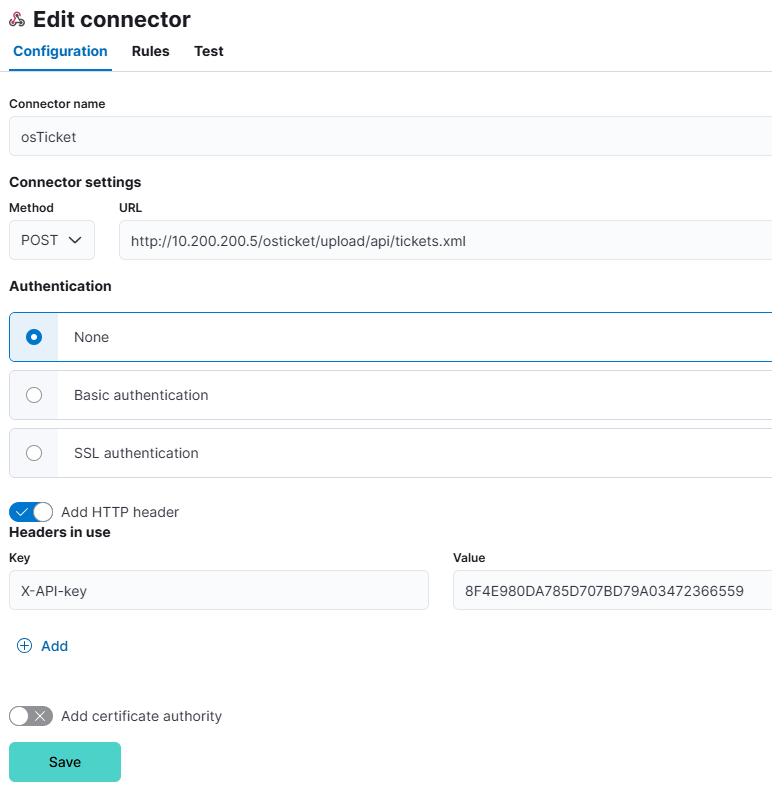 Edit connector
Configuration Rules Test
Connector name
osTicket
Connector settings
Method URL
POST http://10.200.200.5/osticket/upload/api/tickets.xml
Authentication
None
Basic authentication
SSL authentication
Add HTTP header
Headers in use
Key Value
X-API-key 8F4E980DA785D707BD79A03472366559
Add
Add certificate authority
Save